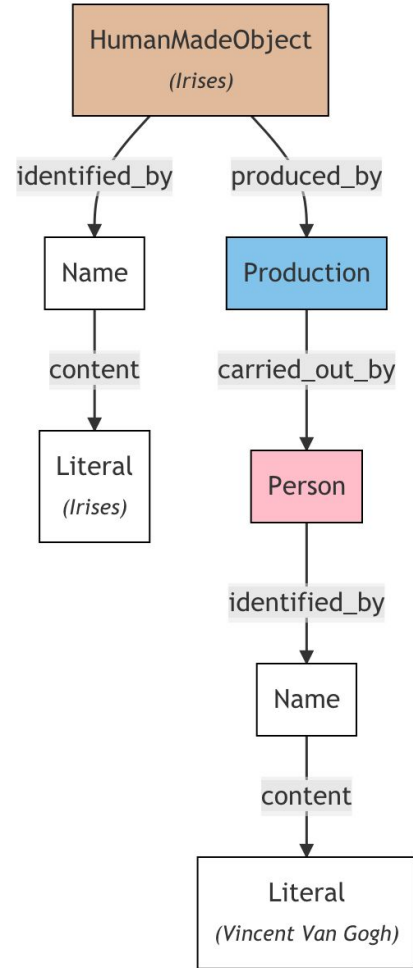 HumanMadeObject
(Irises)
identified_by
produced_by
Name
Production
content
carried_out_by
Literal
(Irises)
Person
identified_by
Name
content
Literal
(Vincent Van Gogh)